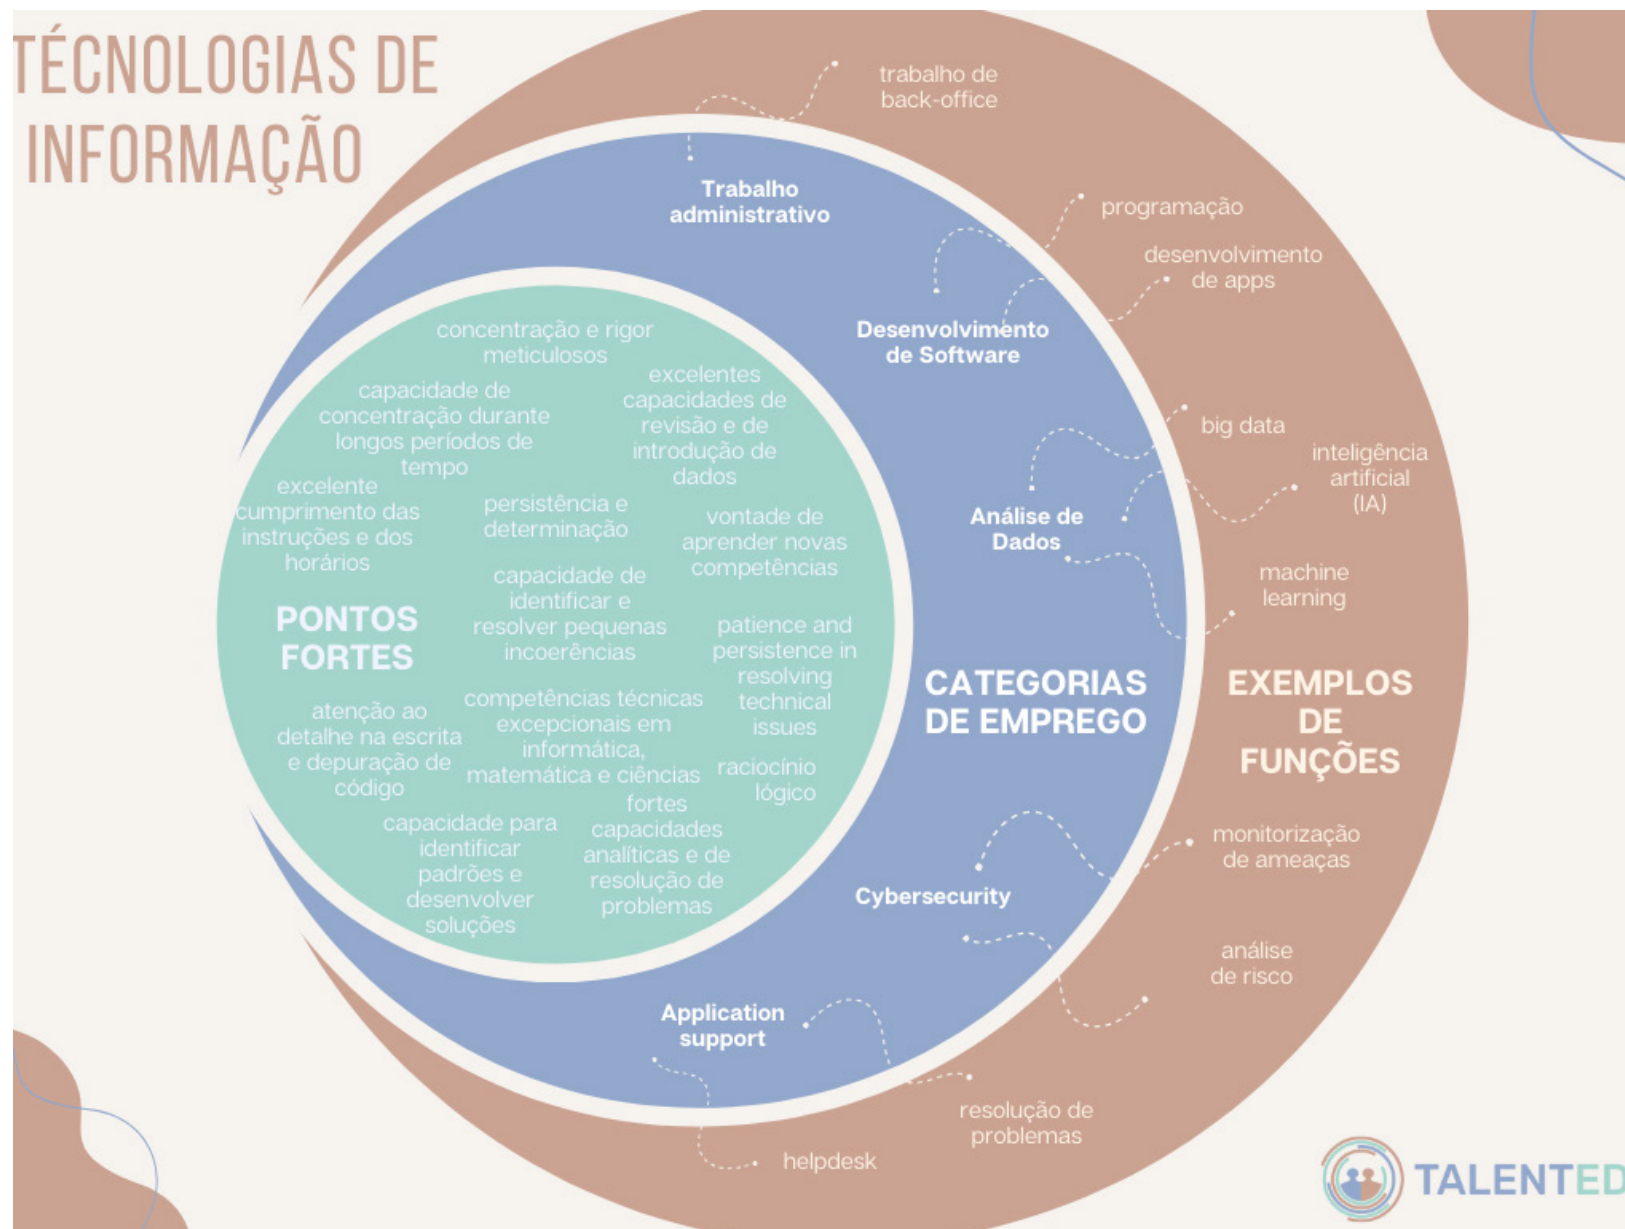 TÉCNOLOGIAS DE
INFORMAÇÃO
trabalho de
back-office
Trabalho
administrativo
programação
desenvolvimento
de apps
Desenvolvimento
de Software
big data
inteligência
artificial
(IA)
Análise de
Dados
machine
learning
CATEGORIAS
DE EMPREGO
EXEMPLOS
DE
FUNÇÕES
monitorização
de ameaças
Cybersecurity
análise
de risco
Application
support
resolução de
problemas
helpdesk
concentração e rigor
meticulosos
capacidade de
concentração durante
longos períodos de
tempo
excelentes
capacidades de
revisão e de
introdução de
dados
excelente
cumprimento das
instruções e dos
horários
persistência e
determinação
vontade de
aprender novas
competências
capacidade de
identificar e
resolver pequenas
incoerências
PONTOS
FORTES
patience and
persistence in
resolving
technical
issues
atenção ao
detalhe na escrita
e depuração de
código
competências técnicas
excepcionais em
informática,
matemática e ciências
raciocínio
lógico
capacidade para
identificar
padrões e
desenvolver
soluções
fortes
capacidades
analíticas e de
resolução de
problemas
TALENTED